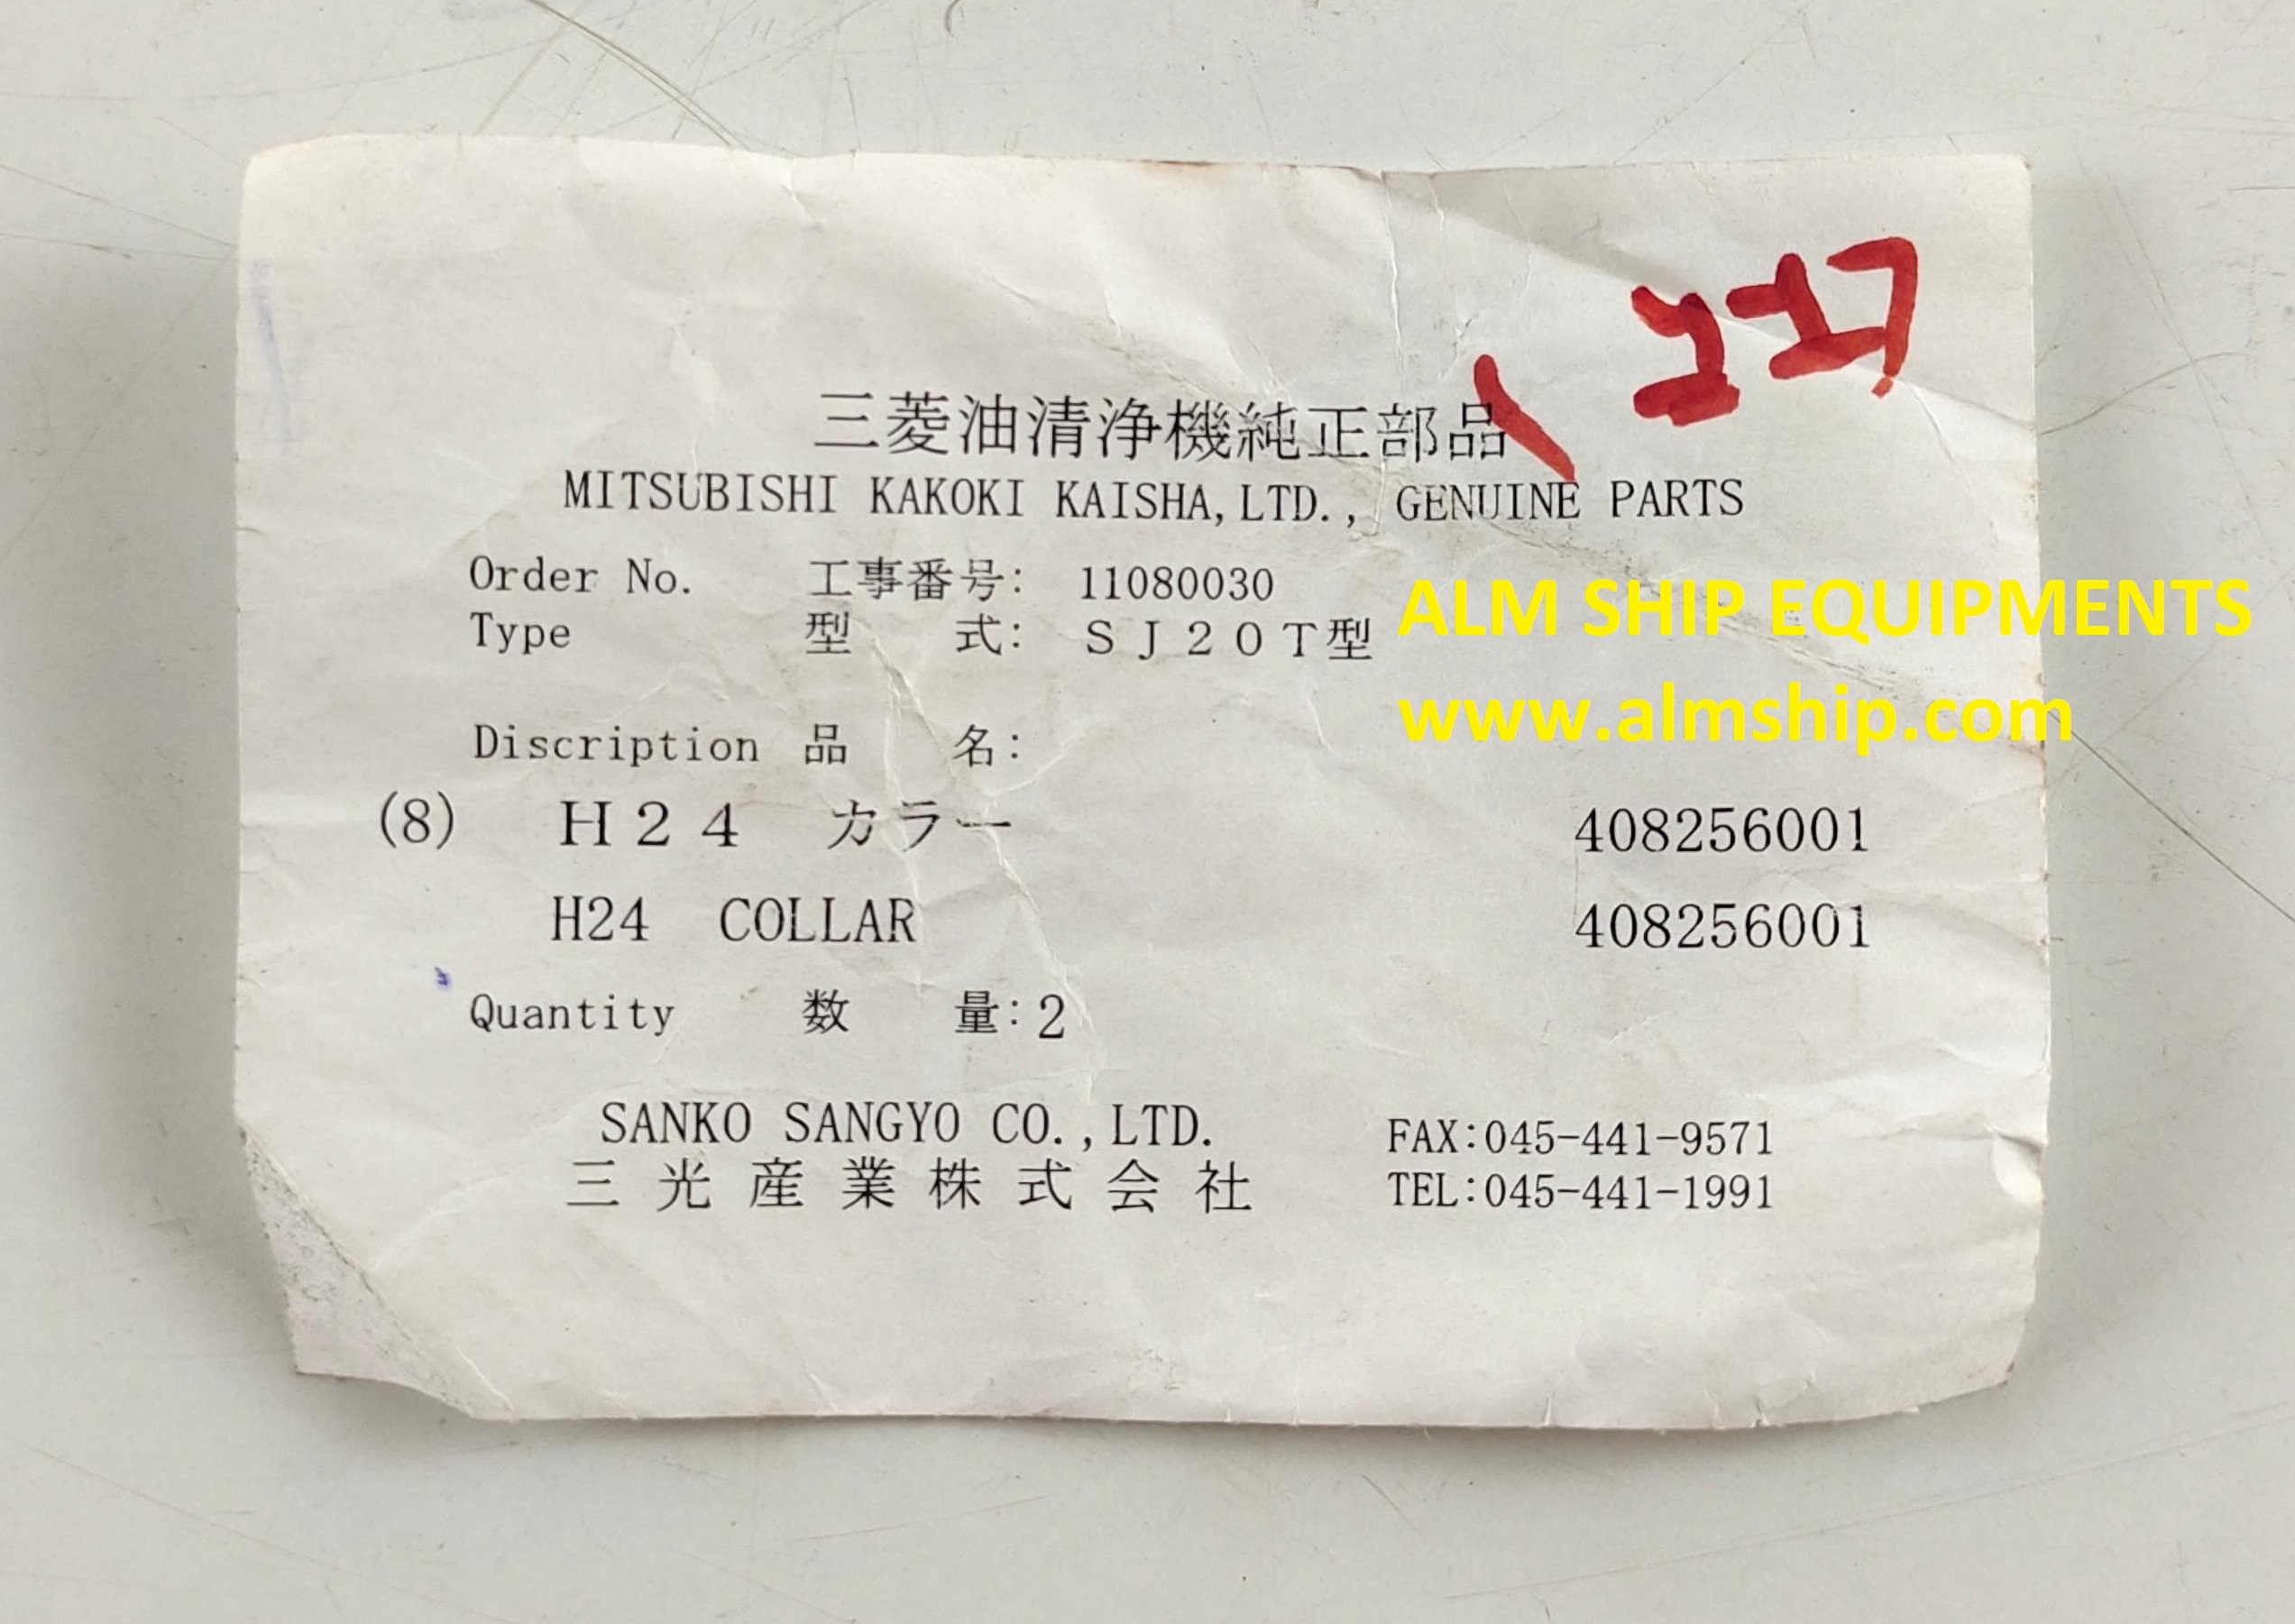 三菱油清浄機純正部品
MITSUBISHI KAKOKI KAISHA,LTD., GENUINE PARTS
Order No. 工事番号: 11080030
Type 型 式: ＳＪ２０Ｔ型
ALM SHIP EQUIPMENTS
www.almship.com
Discription 品 名:
(8) Ｈ２４ カラー 408256001
H24 COLLAR 408256001
Quantity 数 量:2
SANKO SANGYO CO.,LTD. FAX:045-441-9571
三光産業株式会社 TEL:045-441-1991